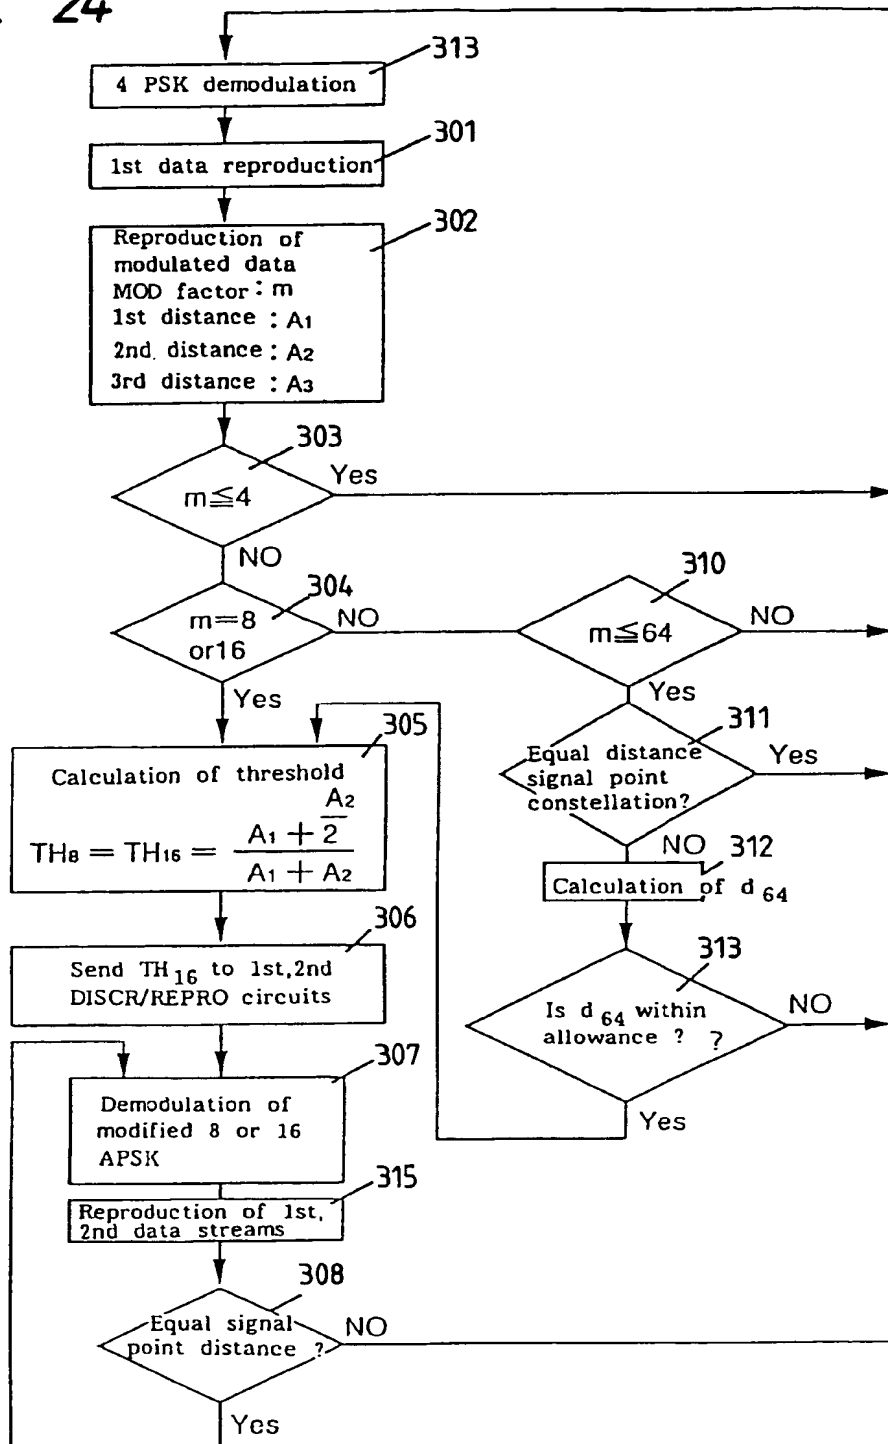 24
313
4 PSK demodulation
301
1st data reproduction
302
Reproduction of
modulated data
MOD factor : m
1st distance : A1
2nd. distance : A2
3rd distance : A3
303
m≦4
Yes
NO
304
m=8
or16
NO
Yes
310
m≦64
NO
Yes
311
Equal distance
signal point
constellation?
Yes
NO
312
Calculation of d 64
313
Is d 64 within
allowance ? ?
NO
Yes
305
Calculation of threshold
TH8 = TH16 = (A1 + A2/2) / (A1 + A2)
306
Send TH16 to 1st,2nd
DISCR/REPRO circuits
307
Demodulation of
modified 8 or 16
APSK
315
Reproduction of 1st,
2nd data streams
308
Equal signal
point distance ?
NO
Yes